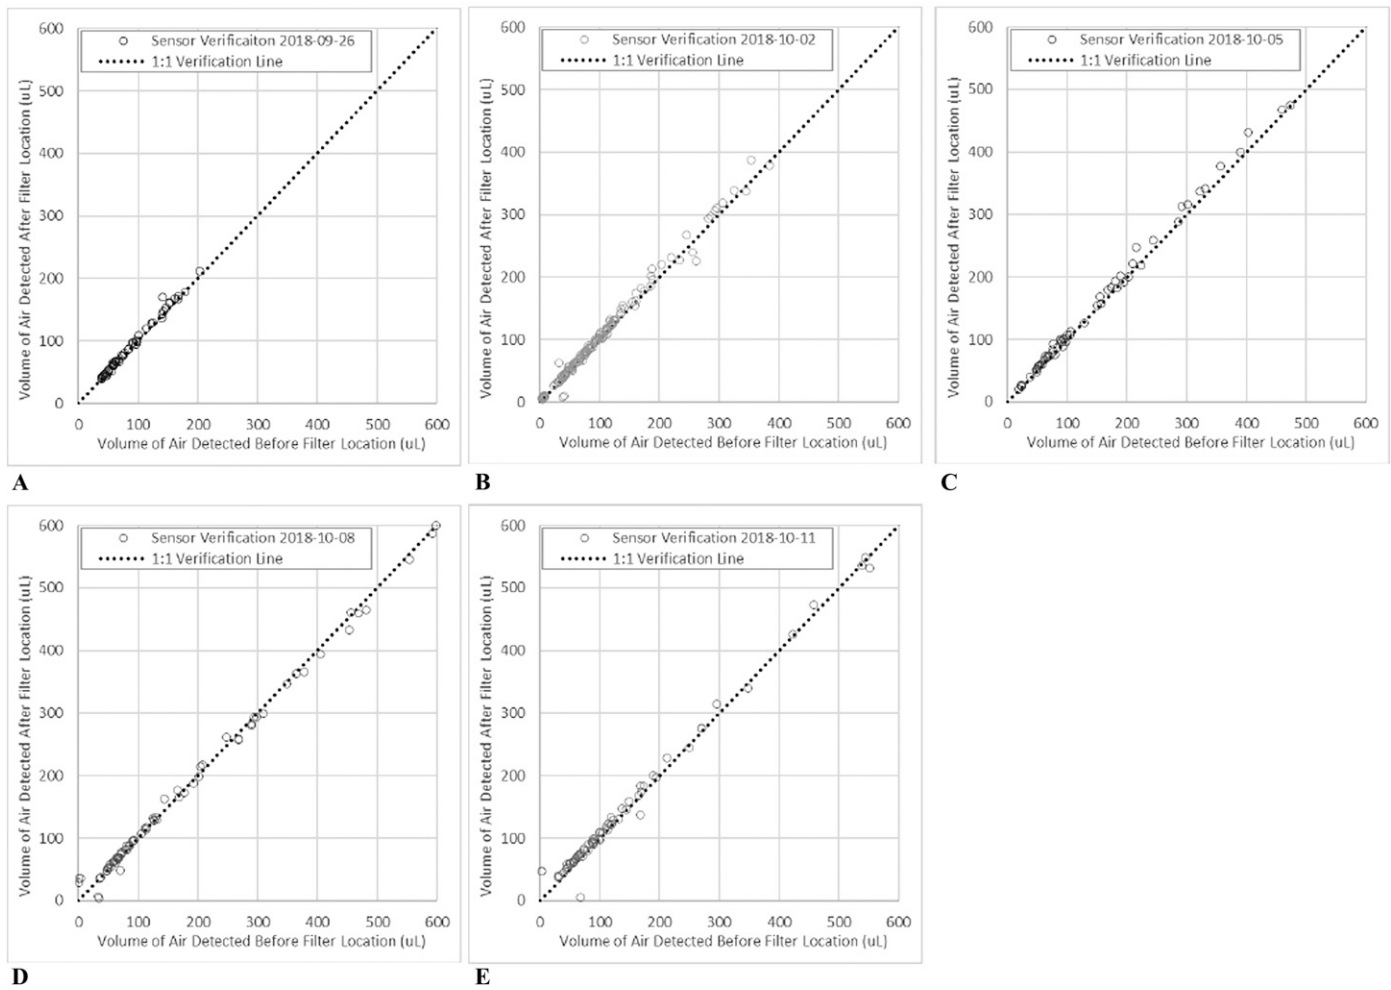 Sensor Verificaiton 2018-09-26
1:1 Verification Line
Volume of Air Detected After Filter Location (uL)
600
500
400
300
200
100
0
0 100 200 300 400 500 600
Volume of Air Detected Before Filter Location (uL)
A
Sensor Verification 2018-10-02
1:1 Verification Line
Volume of Air Detected After Filter Location (uL)
600
500
400
300
200
100
0
0 100 200 300 400 500 600
Volume of Air Detected Before Filter Location (uL)
B
Sensor Verification 2018-10-05
1:1 Verification Line
Volume of Air Detected After Filter Location (uL)
600
500
400
300
200
100
0
0 100 200 300 400 500 600
Volume of Air Detected Before Filter Location (uL)
C
Sensor Verification 2018-10-08
1:1 Verification Line
Volume of Air Detected After Filter Location (uL)
600
500
400
300
200
100
0
0 100 200 300 400 500 600
Volume of Air Detected Before Filter Location (uL)
D
Sensor Verification 2018-10-11
1:1 Verification Line
Volume of Air Detected After Filter Location (uL)
600
500
400
300
200
100
0
0 100 200 300 400 500 600
Volume of Air Detected Before Filter Location (uL)
E